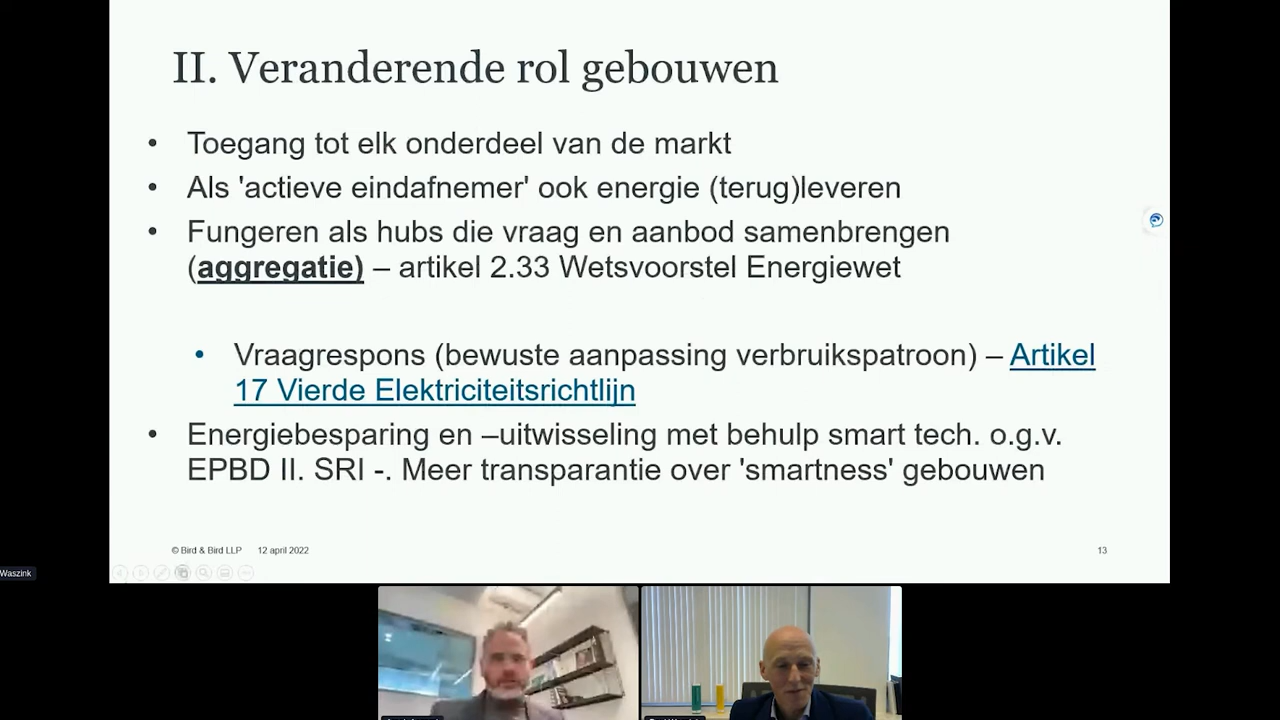 II. Veranderende rol gebouwen
• Toegang tot elk onderdeel van de markt
• Als 'actieve eindafnemer' ook energie (terug)leveren
• Fungeren als hubs die vraag en aanbod samenbrengen
(aggregatie) – artikel 2.33 Wetsvoorstel Energiewet
• Vraagrespons (bewuste aanpassing verbruikspatroon) – Artikel
17 Vierde Elektriciteitsrichtlijn
• Energiebesparing en –uitwisseling met behulp smart tech. o.g.v.
EPBD II. SRI -. Meer transparantie over 'smartness' gebouwen
© Bird & Bird LLP 12 april 2022
13
Waszink